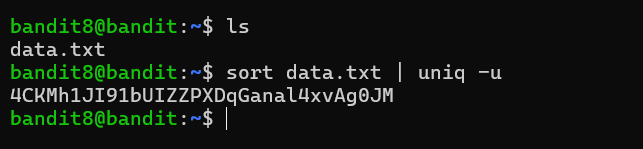 bandit8@bandit:~$ ls
data.txt
bandit8@bandit:~$ sort data.txt | uniq -u
4CKMh1JI91bUIZZPXDqGanal4xvAg0JM
bandit8@bandit:~$